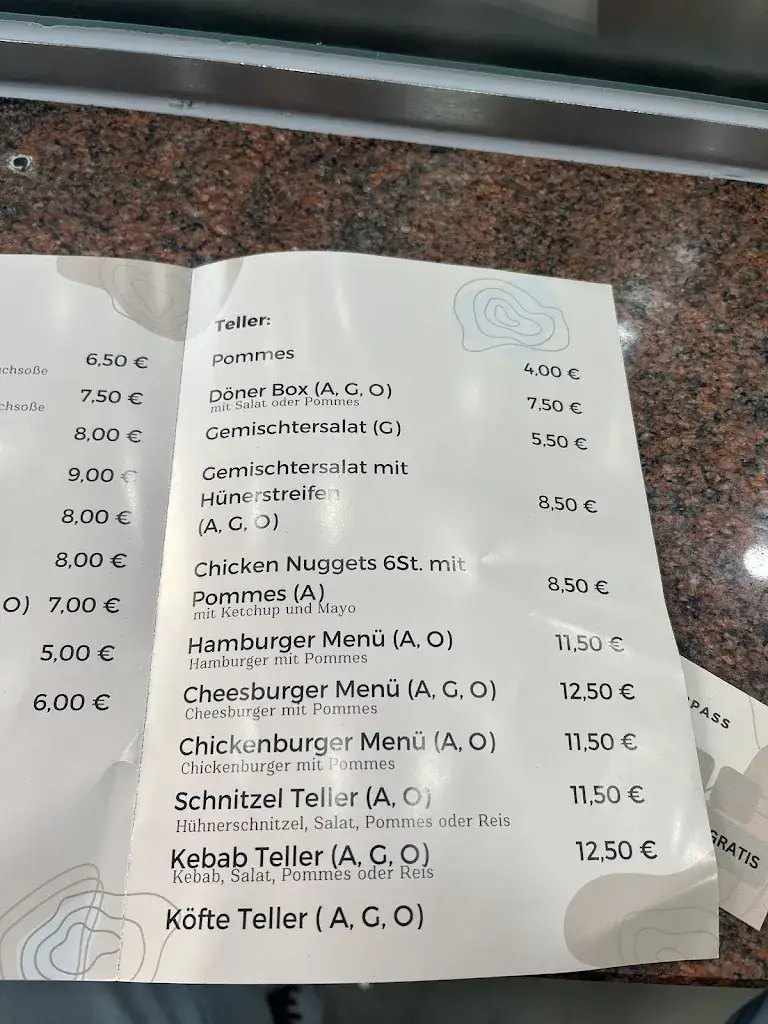 6,50 €
7,50 €
8,00 €
9,00 €
8,00 €
8,00 €
O) 7,00 €
5,00 €
6,00 €
Teller:
Pommes 4,00 €
Döner Box (A, G, O) 7,50 €
mit Salat oder Pommes
Gemischtersalat (G) 5,50 €
Gemischtersalat mit
Hünerstreifen 8,50 €
(A, G, O)
Chicken Nuggets 6St. mit
Pommes (A) 8,50 €
mit Ketchup und Mayo
Hamburger Menü (A, O) 11,50 €
Hamburger mit Pommes
Cheesburger Menü (A, G, O) 12,50 €
Cheesburger mit Pommes
Chickenburger Menü (A, O) 11,50 €
Chickenburger mit Pommes
Schnitzel Teller (A, O) 11,50 €
Hühnerschnitzel, Salat, Pommes oder Reis
Kebab Teller (A, G, O) 12,50 €
Kebab, Salat, Pommes oder Reis
Köfte Teller ( A, G, O)
PASS
GRATIS